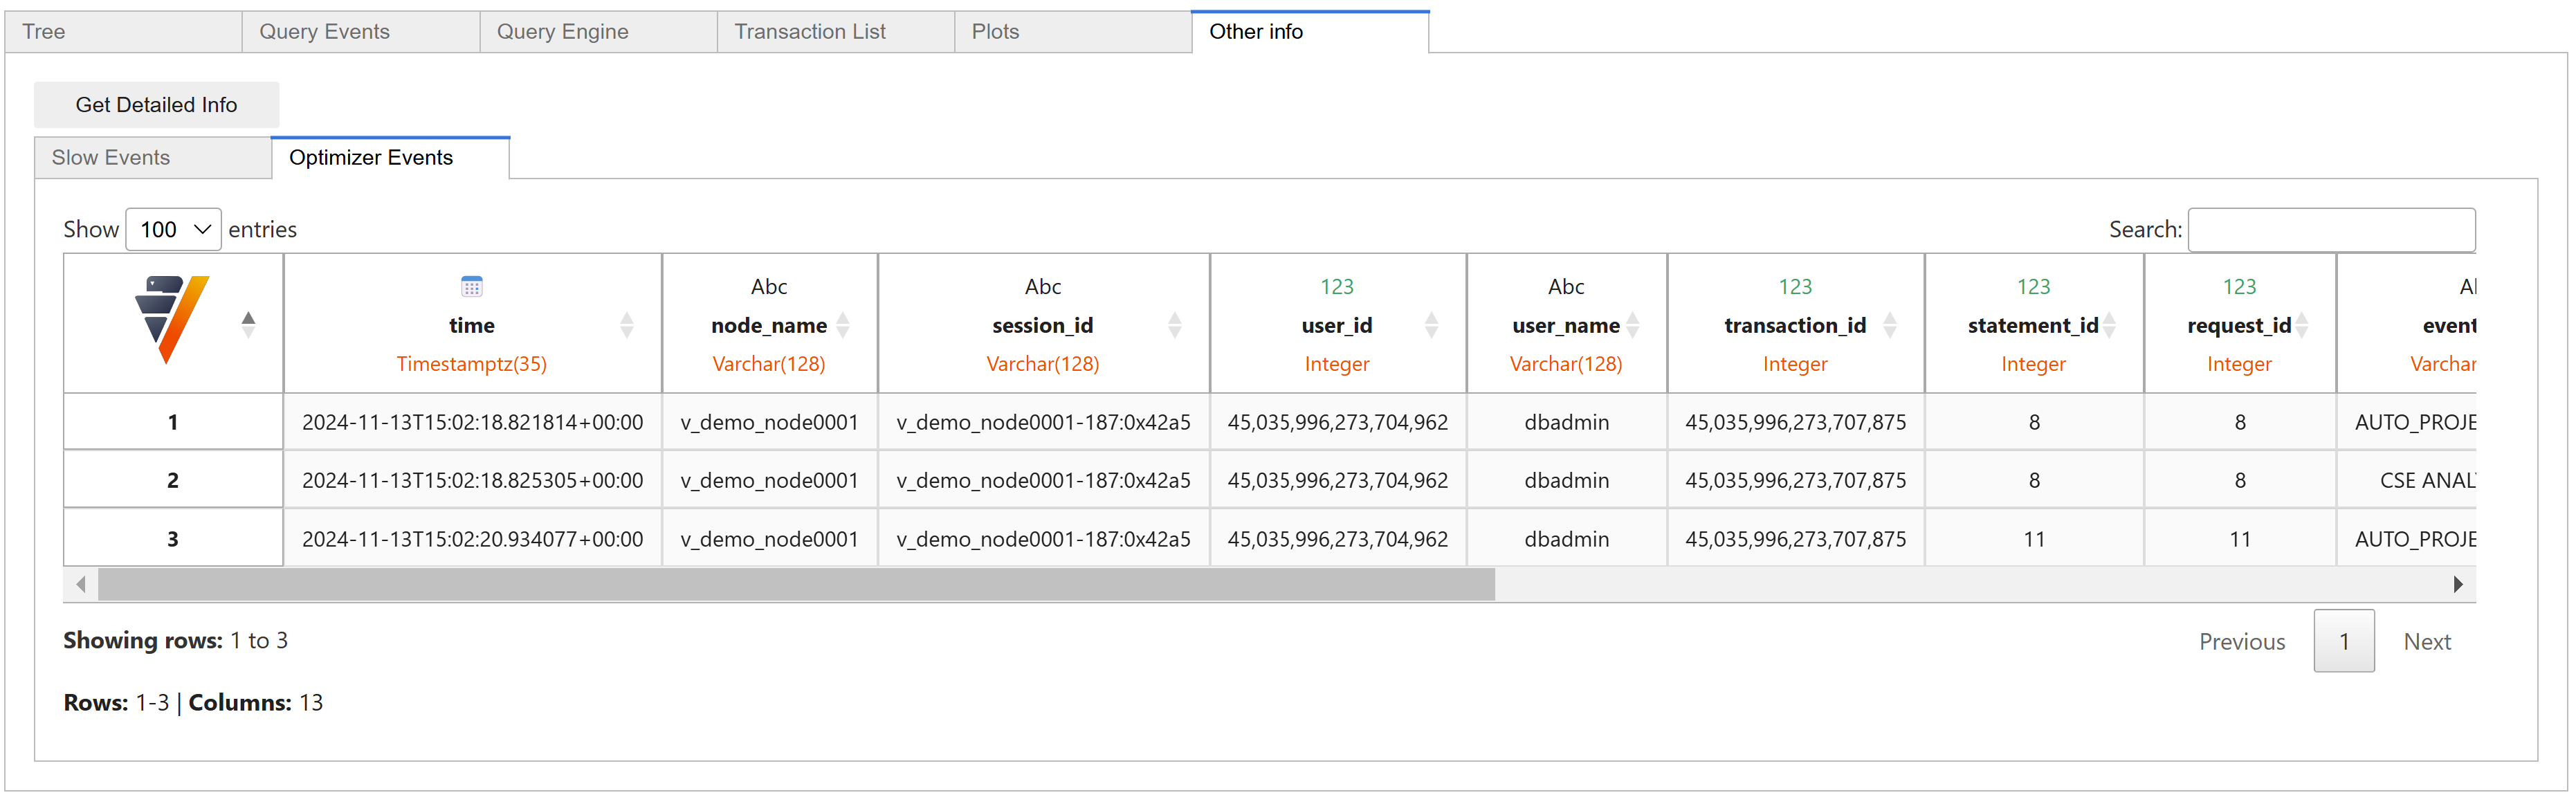 Tree Query Events Query Engine Transaction List Plots Other info
Get Detailed Info
Slow Events Optimizer Events
Show 100 entries Search:
Abc Abc 123 Abc 123 123 123
time node_name session_id user_id user_name transaction_id statement_id request_id event
Timestamptz(35) Varchar(128) Varchar(128) Integer Varchar(128) Integer Integer Integer Varchar
1 2024-11-13T15:02:18.821814+00:00 v_demo_node0001 v_demo_node0001-187:0x42a5 45,035,996,273,704,962 dbadmin 45,035,996,273,707,875 8 8 AUTO_PROJE
2 2024-11-13T15:02:18.825305+00:00 v_demo_node0001 v_demo_node0001-187:0x42a5 45,035,996,273,704,962 dbadmin 45,035,996,273,707,875 8 8 CSE ANAL
3 2024-11-13T15:02:20.934077+00:00 v_demo_node0001 v_demo_node0001-187:0x42a5 45,035,996,273,704,962 dbadmin 45,035,996,273,707,875 11 11 AUTO_PROJE
Showing rows: 1 to 3 Previous 1 Next
Rows: 1-3 | Columns: 13